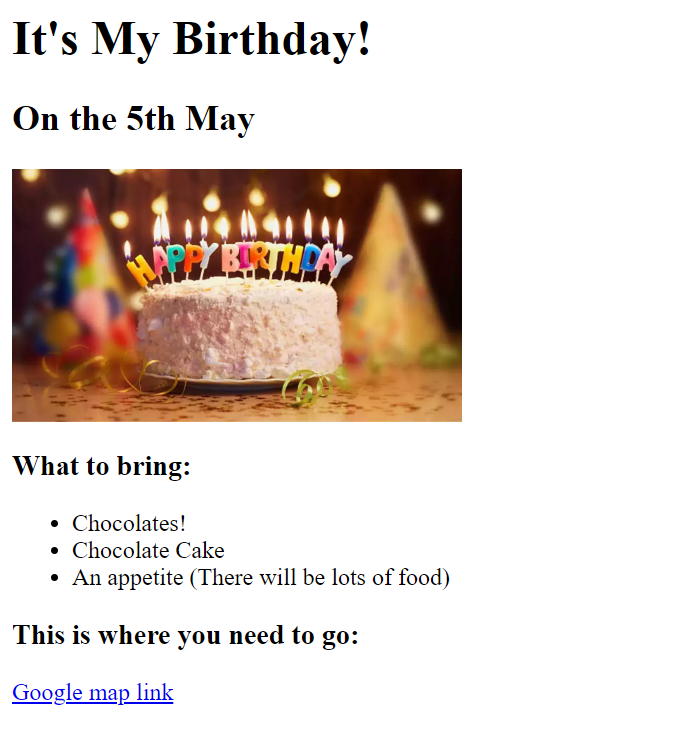 It's My Birthday!
On the 5th May
HAPPY BIRTHDAY
What to bring:
Chocolates!
Chocolate Cake
An appetite (There will be lots of food)
This is where you need to go:
Google map link